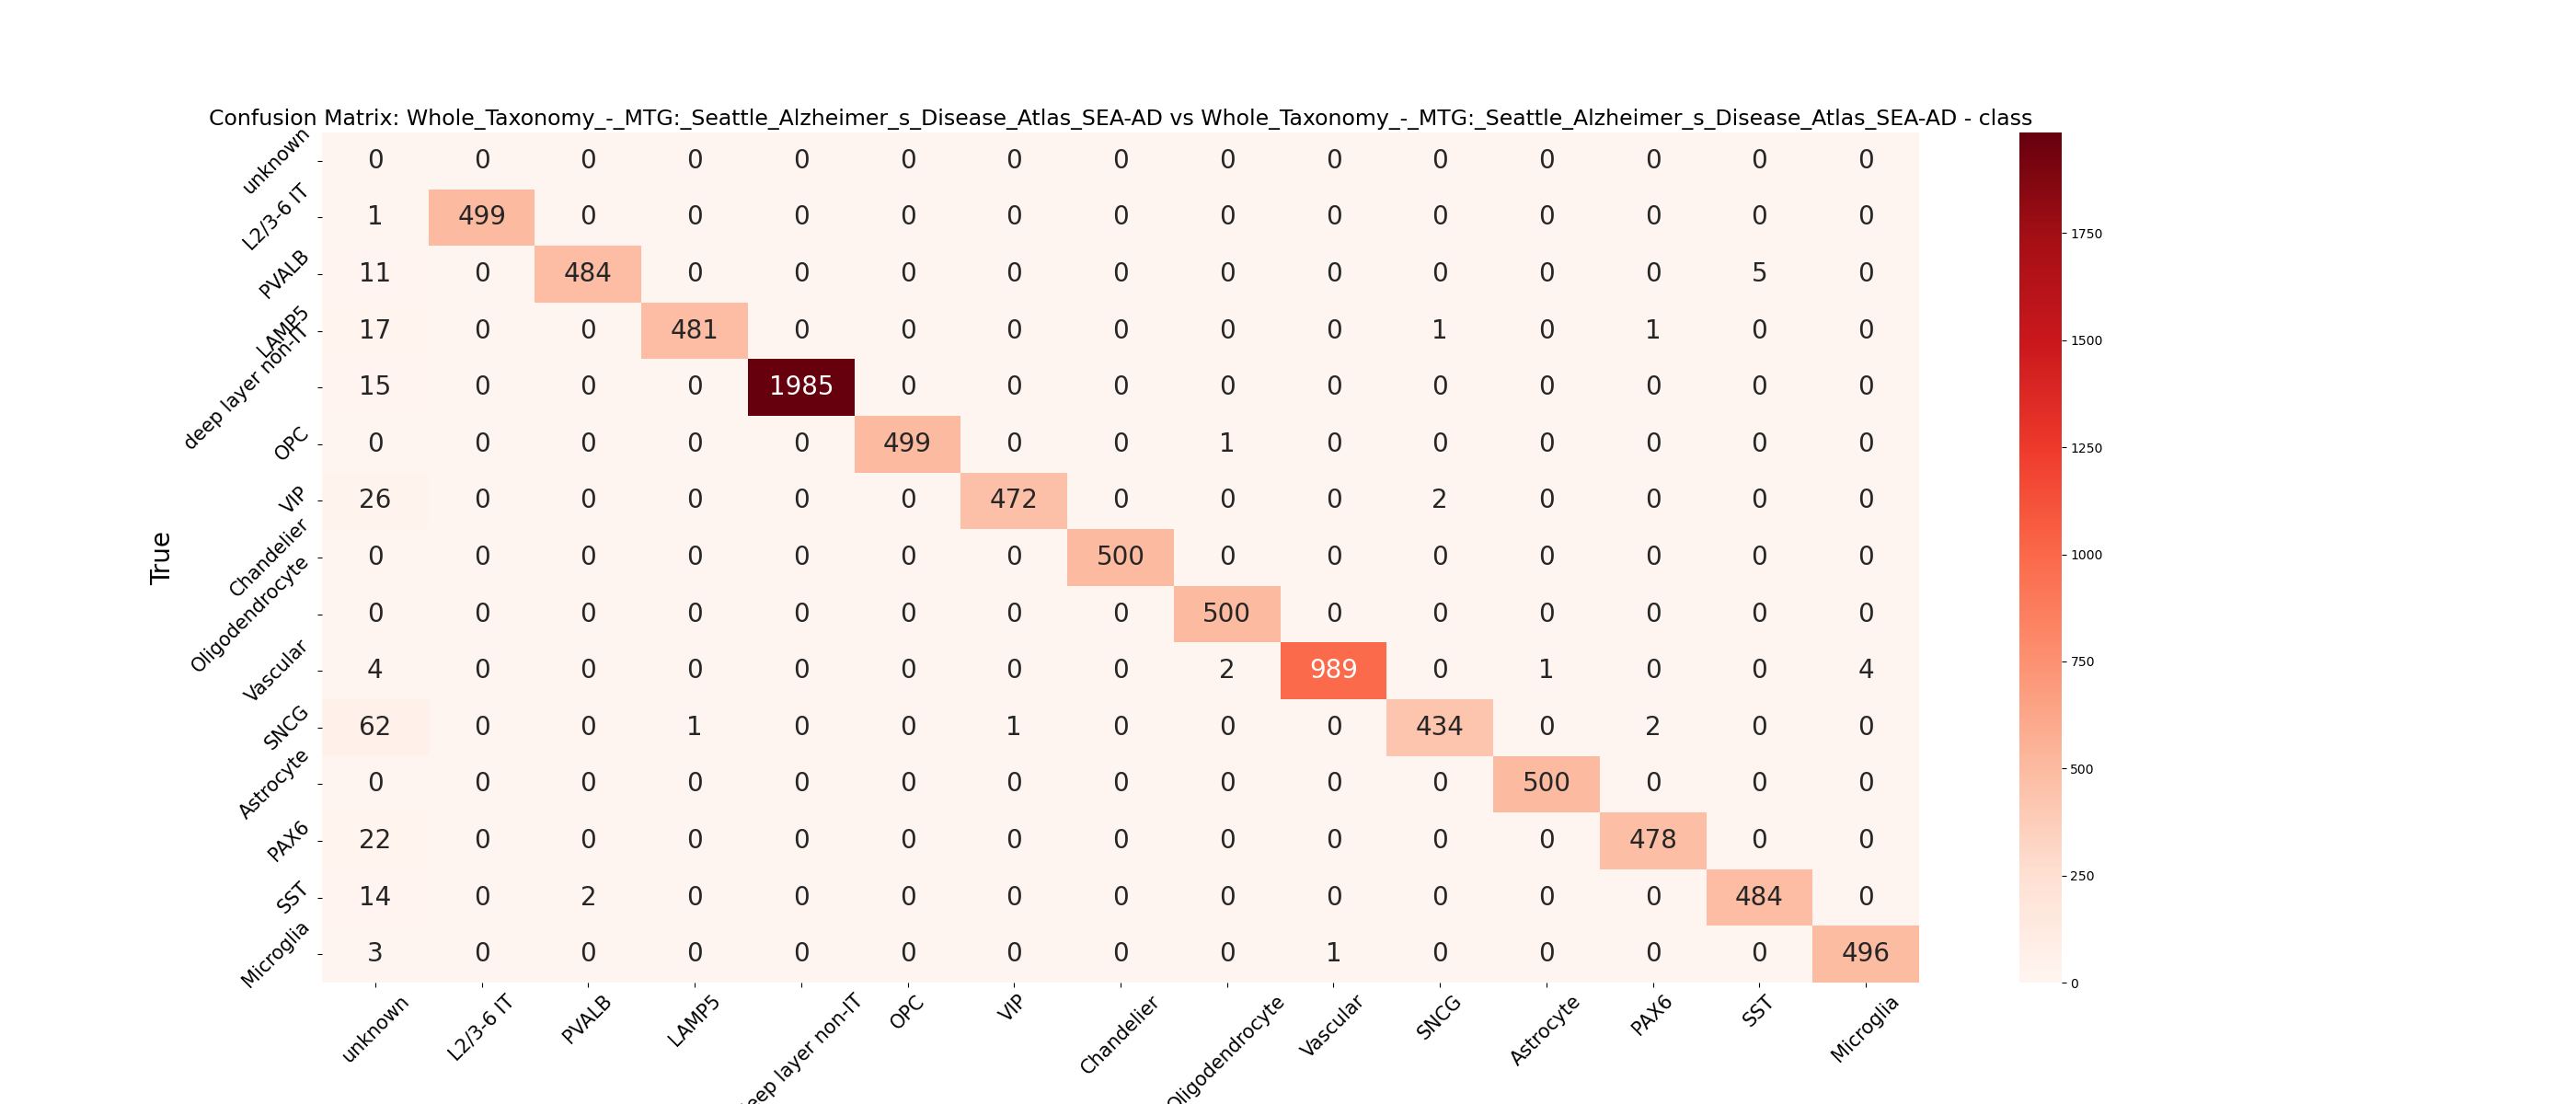 Confusion Matrix: Whole_Taxonomy_-_MTG:_Seattle_Alzheimer_s_Disease_Atlas_SEA-AD vs Whole_Taxonomy_-_MTG:_Seattle_Alzheimer_s_Disease_Atlas_SEA-AD - class
unknown 0 0 0 0 0 0 0 0 0 0 0 0 0 0 0
L2/3-6 IT 1 499 0 0 0 0 0 0 0 0 0 0 0 0 0
PVALB 11 0 484 0 0 0 0 0 0 0 0 0 0 5 0
LAMP5 17 0 0 481 0 0 0 0 0 0 1 0 1 0 0
deep layer non-IT 15 0 0 0 1985 0 0 0 0 0 0 0 0 0 0
OPC 0 0 0 0 0 499 0 0 1 0 0 0 0 0 0
VIP 26 0 0 0 0 0 472 0 0 0 2 0 0 0 0
Chandelier 0 0 0 0 0 0 0 500 0 0 0 0 0 0 0
Oligodendrocyte 0 0 0 0 0 0 0 0 500 0 0 0 0 0 0
Vascular 4 0 0 0 0 0 0 0 2 989 0 1 0 0 4
SNCG 62 0 0 1 0 0 1 0 0 0 434 0 2 0 0
Astrocyte 0 0 0 0 0 0 0 0 0 0 0 500 0 0 0
PAX6 22 0 0 0 0 0 0 0 0 0 0 0 478 0 0
SST 14 0 2 0 0 0 0 0 0 0 0 0 0 484 0
Microglia 3 0 0 0 0 0 0 0 0 1 0 0 0 0 496
True
unknown L2/3-6 IT PVALB LAMP5 eep layer non-IT OPC VIP Chandelier Oligodendrocyte Vascular SNCG Astrocyte PAX6 SST Microglia
1750
1500
1250
1000
750
500
250
0